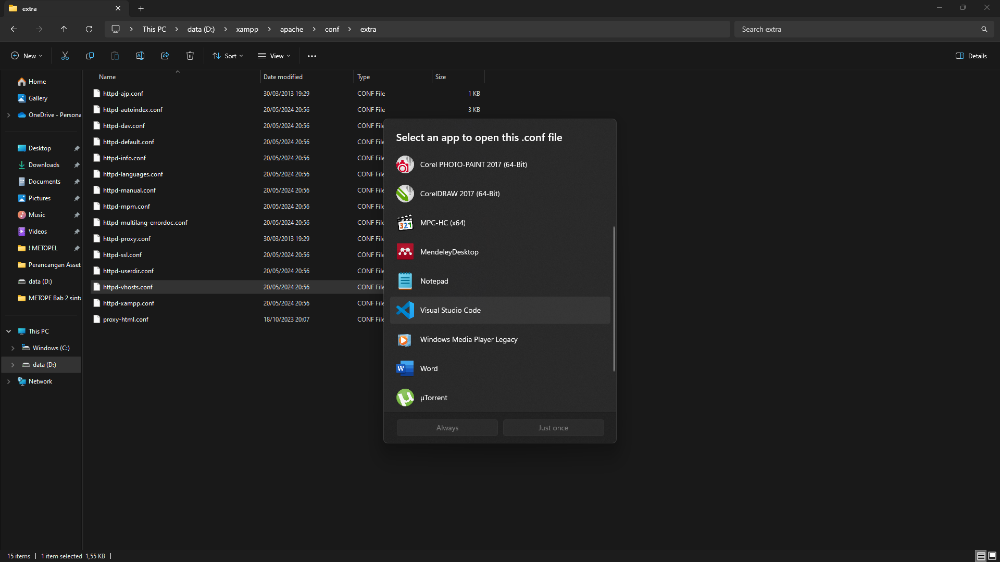 extra
This PC
data (D:)
xampp
apache
conf
extra
Search extra
New
Sort
View
Details
Home
Gallery
OneDrive - Persona
Desktop
Downloads
Documents
Pictures
Music
Videos
! METOPEL
Perancangan Asset
data (D:)
METOPE Bab 2 sinta
This PC
Windows (C:)
data (D:)
Network
Name Date modified Type Size
httpd-ajp.conf 30/03/2013 19:29 CONF File 1 KB
httpd-autoindex.conf 20/05/2024 20:56 CONF File 3 KB
httpd-dav.conf 20/05/2024 20:56 CONF File
httpd-default.conf 20/05/2024 20:56 CONF File
httpd-info.conf 20/05/2024 20:56 CONF File
httpd-languages.conf 20/05/2024 20:56 CONF File
httpd-manual.conf 20/05/2024 20:56 CONF File
httpd-mpm.conf 20/05/2024 20:56 CONF File
httpd-multilang-errordoc.conf 20/05/2024 20:56 CONF File
httpd-proxy.conf 30/03/2013 19:29 CONF File
httpd-ssl.conf 20/05/2024 20:56 CONF File
httpd-userdir.conf 20/05/2024 20:56 CONF File
httpd-vhosts.conf 20/05/2024 20:56 CONF File
httpd-xampp.conf 20/05/2024 20:56 CONF File
proxy-html.conf 18/10/2023 20:07 CONF File
Select an app to open this .conf file
Corel PHOTO-PAINT 2017 (64-Bit)
CorelDRAW 2017 (64-Bit)
321
MPC-HC (x64)
MendeleyDesktop
Notepad
Visual Studio Code
Windows Media Player Legacy
W
Word
µTorrent
Always
Just once
15 items
1 item selected 1,55 KB